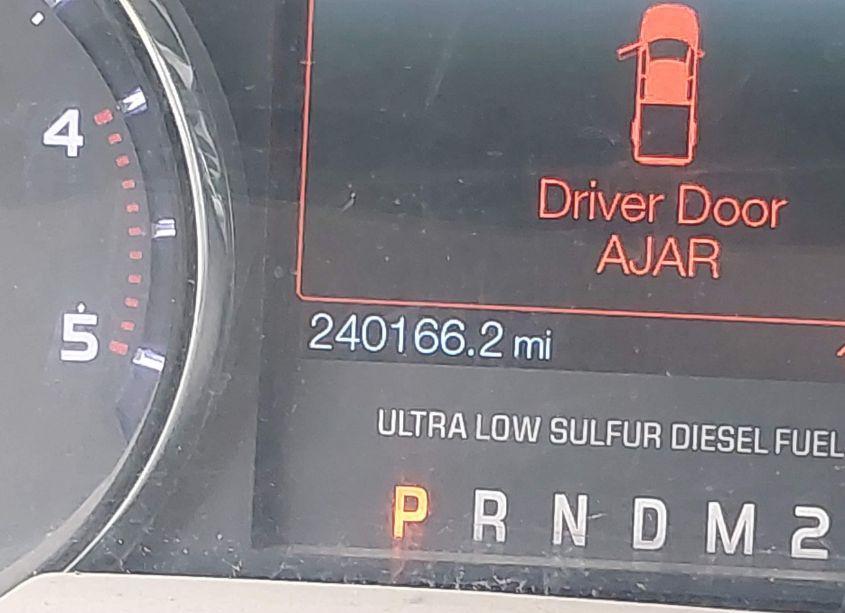 4
5
Driver Door
AJAR
240166.2 mi
ULTRA LOW SULFUR DIESEL FUEL
P R N D M 2